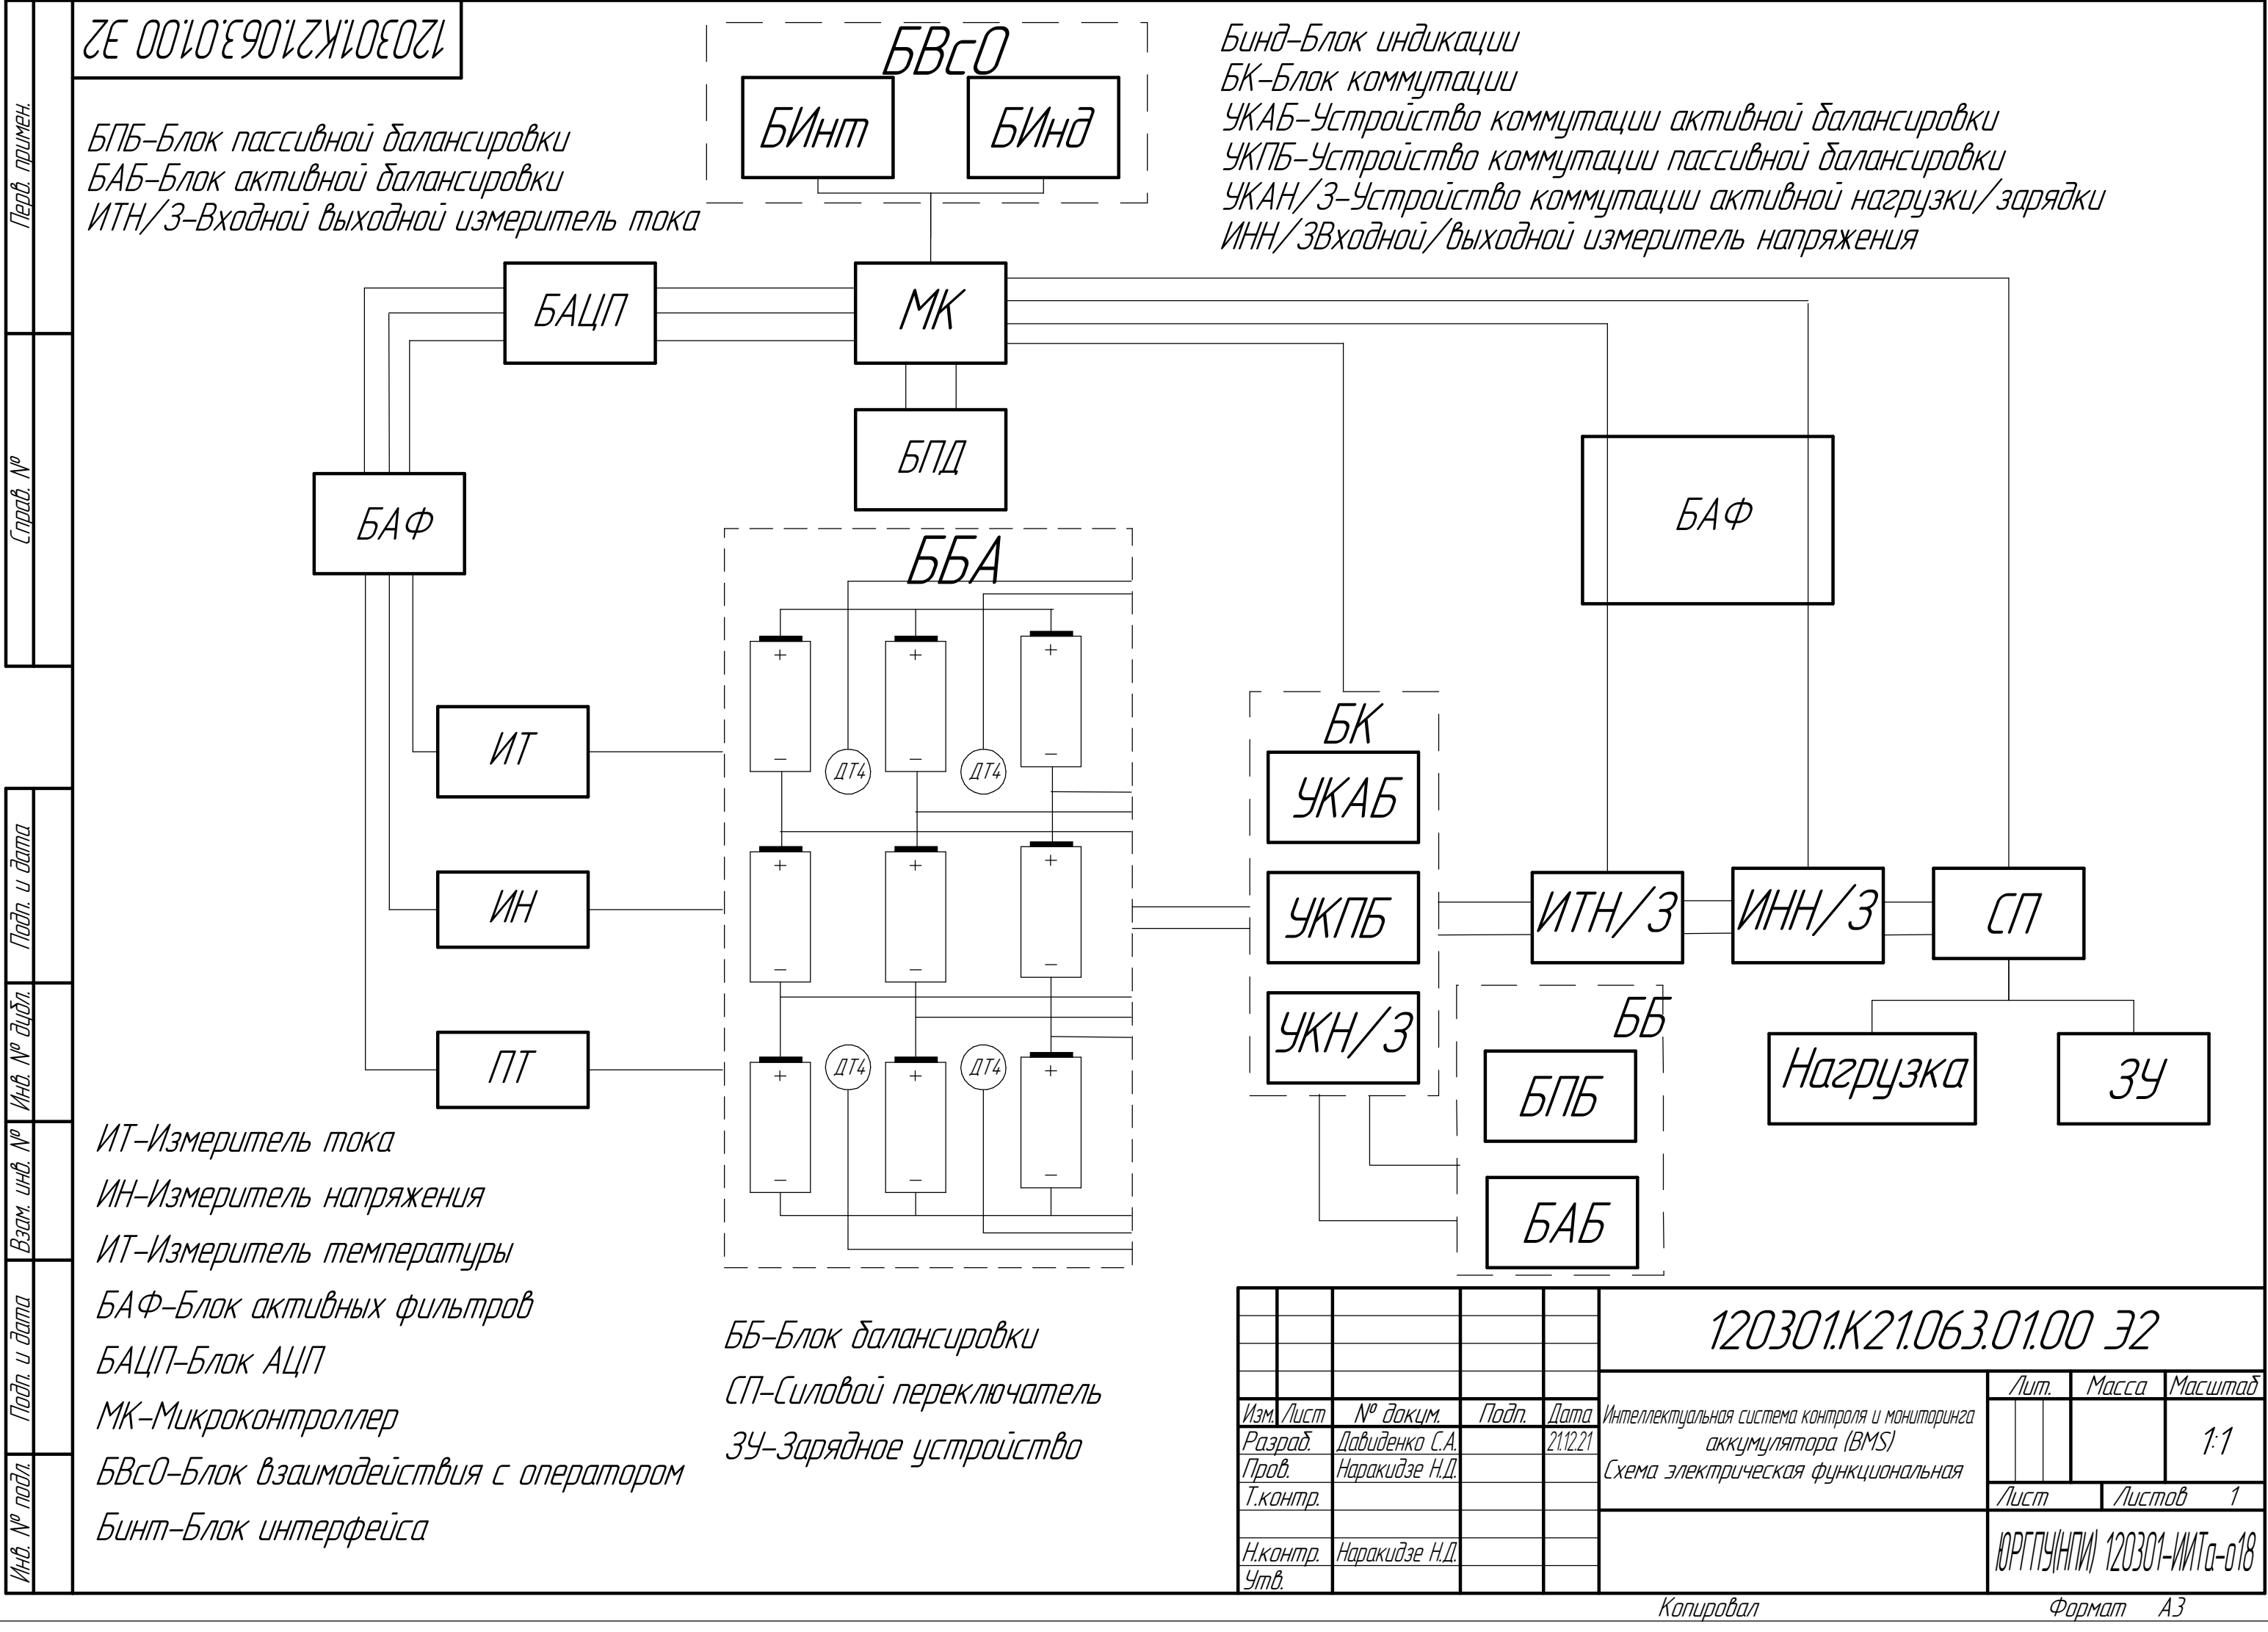 120301.К21.063.01.00 Э2
БПБ-Блок пассивной балансировки
БАБ-Блок активной балансировки
ИТН/З-Входной выходной измеритель тока
БВсО
БИнт
БИнд
Бинд-Блок индикации
БК-Блок коммутации
УКАБ-Устройство коммутации активной балансировки
УКПБ-Устройство коммутации пассивной балансировки
УКАН/З-Устройство коммутации активной нагрузки/зарядки
ИНН/ЗВходной/выходной измеритель напряжения
БАЦП
МК
БПД
БАФ
БАФ
ББА
+
+
+
ИТ
-
-
-
ДТ4
ДТ4
БК
УКАБ
+
+
+
ИН
-
-
-
УКПБ
ИТН/З
ИНН/З
СП
УКН/З
ББ
ПТ
+
+
+
ДТ4
ДТ4
-
-
-
БПБ
БАБ
Нагрузка
ЗУ
ИТ-Измеритель тока
ИН-Измеритель напряжения
ИТ-Измеритель температуры
БАФ-Блок активных фильтров
БАЦП-Блок АЦП
МК-Микроконтроллер
БВсО-Блок взаимодействия с оператором
Бинт-Блок интерфейса
ББ-Блок балансировки
СП-Силовой переключатель
ЗУ-Зарядное устройство
Перв. примен.
Справ. №
Подп. и дата
Инв. № дубл.
Взам. инв. №
Подп. и дата
Инв. № подл.
120301.К21.063.01.00 Э2
Изм. Лист № докум. Подп. Дата
Разраб. Давиденко С.А. 21.12.21
Пров. Наракидзе Н.Д.
Т.контр.
Н.контр. Наракидзе Н.Д.
Утв.
Интеллектуальная система контроля и мониторинга
аккумулятора (BMS)
Схема электрическая функциональная
Лит. Масса Масштаб
1:1
Лист Листов 1
ЮРГПУ(НПИ) 120301-ИИТа-о18
Копировал Формат А3